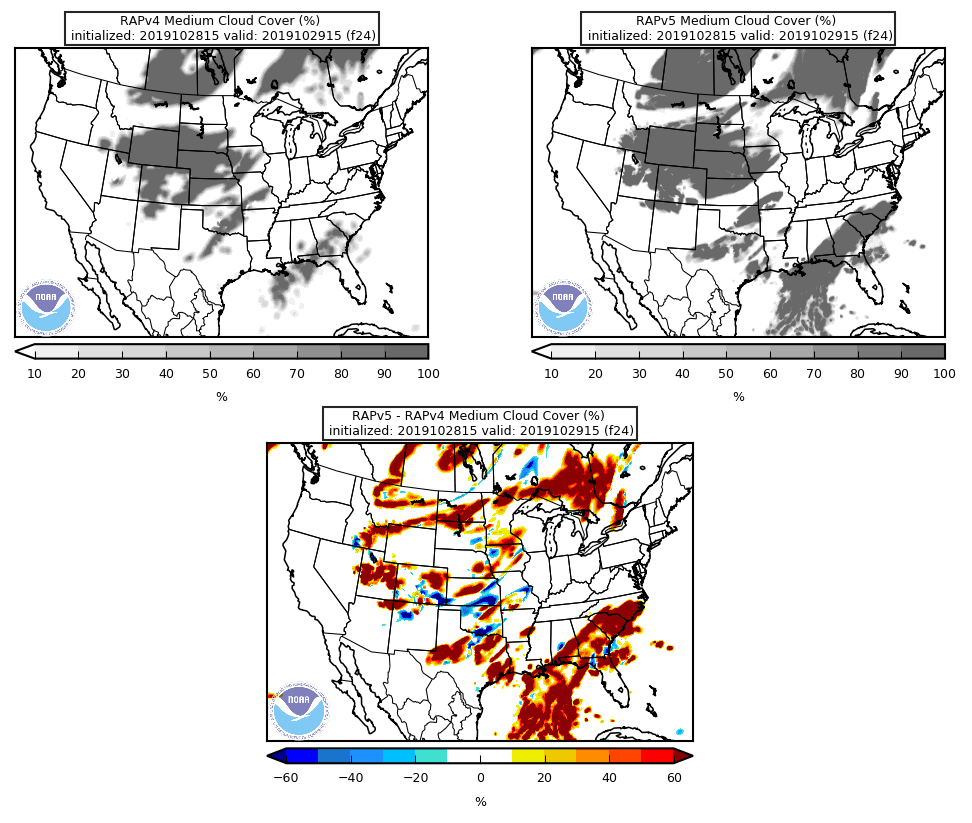 RAPv4 Medium Cloud Cover (%)
initialized: 2019102815 valid: 2019102915 (f24)
NOAA
10 20 30 40 50 60 70 80 90 100
%
RAPv5 Medium Cloud Cover (%)
initialized: 2019102815 valid: 2019102915 (f24)
NOAA
10 20 30 40 50 60 70 80 90 100
%
RAPv5 - RAPv4 Medium Cloud Cover (%)
initialized: 2019102815 valid: 2019102915 (f24)
NOAA
−60 −40 −20 0 20 40 60
%